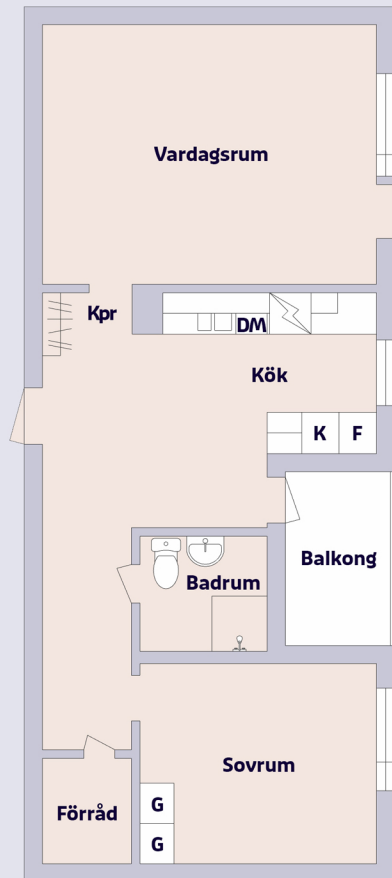 Vardagsrum
Kpr
DM
Kök
K
F
Balkong
Badrum
Sovrum
G
Förråd
G